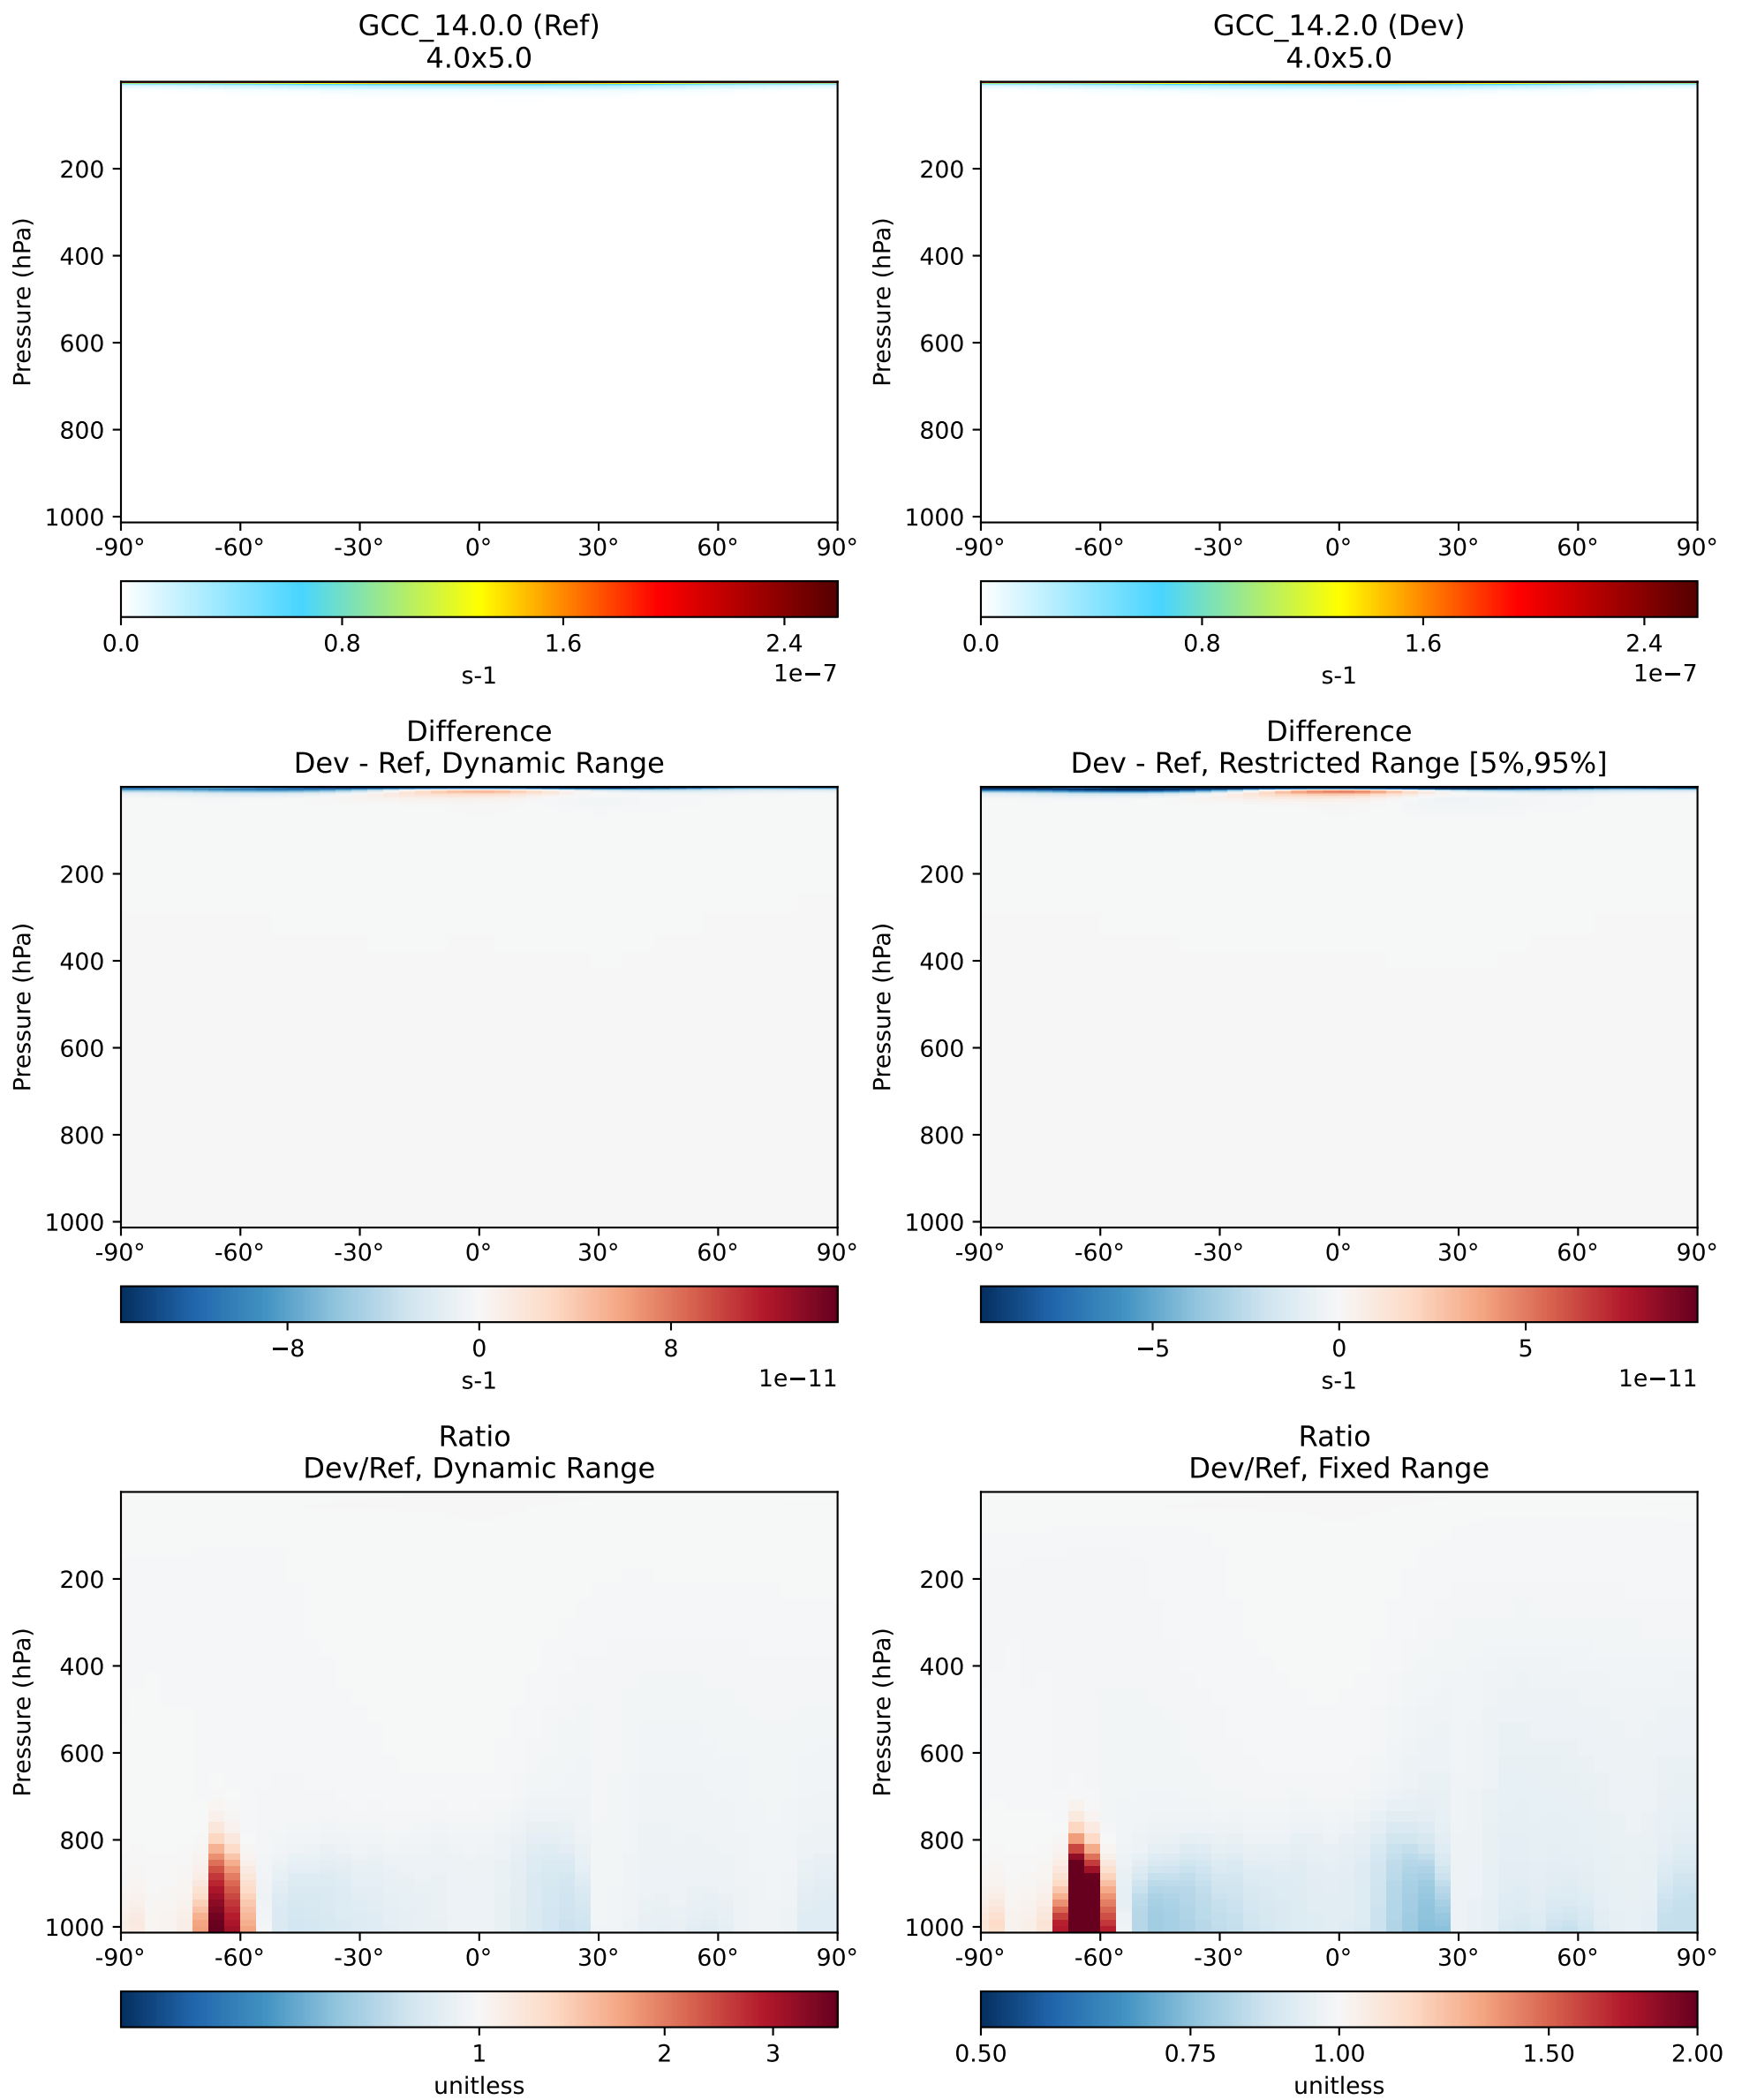 GCC_14.0.0 (Ref)
4.0x5.0
GCC_14.2.0 (Dev)
4.0x5.0
Pressure (hPa)
200
400
600
800
1000
-90° -60° -30° 0° 30° 60° 90°
0.0 0.8 1.6 2.4
1e−7
s-1
Pressure (hPa)
200
400
600
800
1000
-90° -60° -30° 0° 30° 60° 90°
0.0 0.8 1.6 2.4
1e−7
s-1
Difference
Dev - Ref, Dynamic Range
Pressure (hPa)
200
400
600
800
1000
-90° -60° -30° 0° 30° 60° 90°
−8 0 8
1e−11
s-1
Difference
Dev - Ref, Restricted Range [5%,95%]
Pressure (hPa)
200
400
600
800
1000
-90° -60° -30° 0° 30° 60° 90°
−5 0 5
1e−11
s-1
Ratio
Dev/Ref, Dynamic Range
Pressure (hPa)
200
400
600
800
1000
-90° -60° -30° 0° 30° 60° 90°
1 2 3
unitless
Ratio
Dev/Ref, Fixed Range
Pressure (hPa)
200
400
600
800
1000
-90° -60° -30° 0° 30° 60° 90°
0.50 0.75 1.00 1.50 2.00
unitless